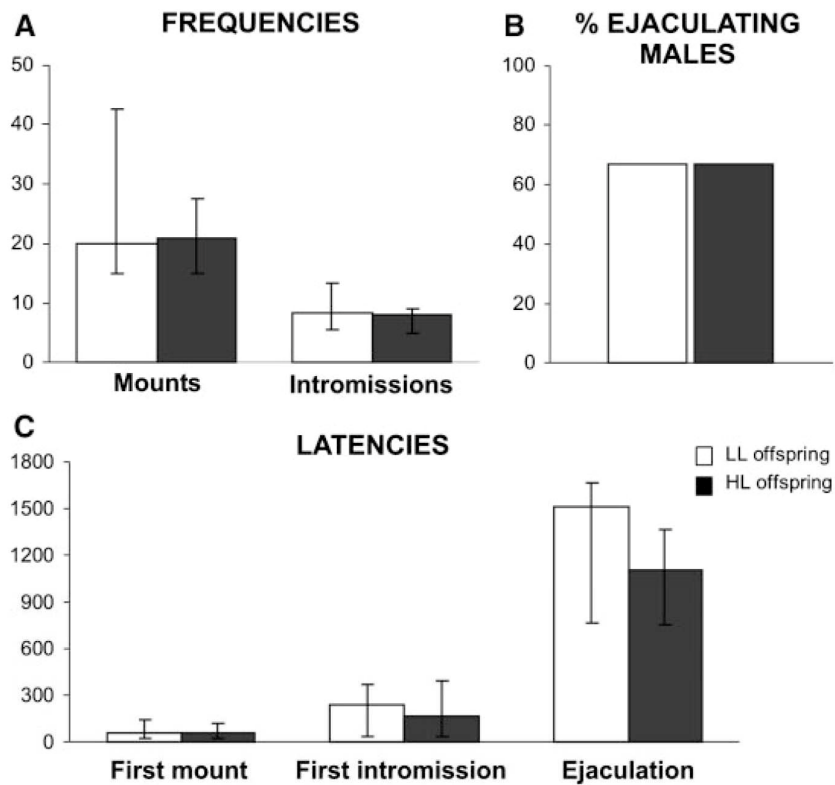 A
FREQUENCIES
50
40
30
20
10
0
Mounts
Intromissions
B
% EJACULATING
MALES
100
80
60
40
20
0
C
LATENCIES
1800
1500
1200
900
600
300
0
First mount
First intromission
Ejaculation
LL offspring
HL offspring